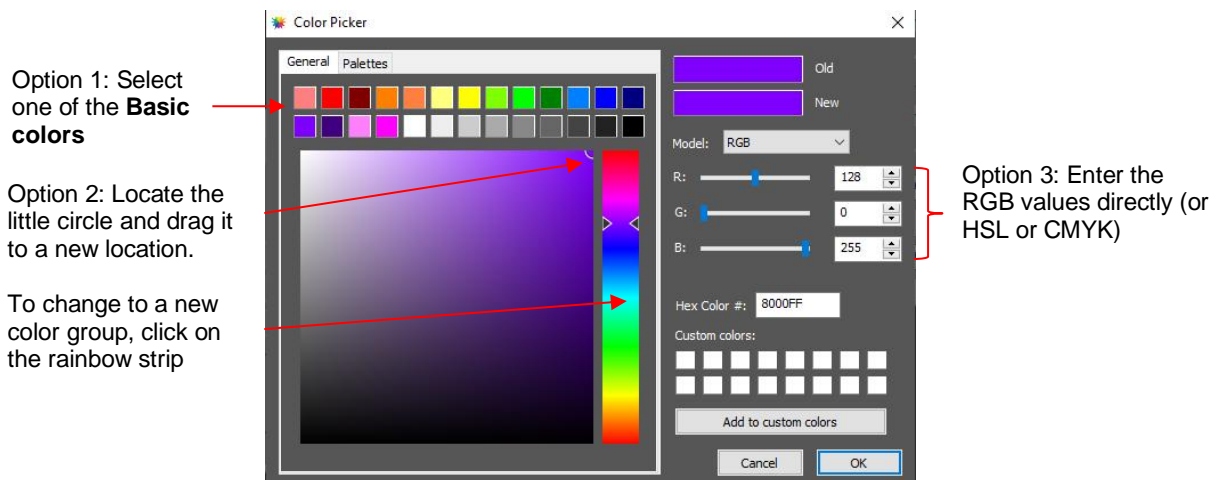 Color Picker
General Palettes
Old
New
Model: RGB
R: 128
G: 0
B: 255
Hex Color #: 8000FF
Custom colors:
Add to custom colors
Cancel OK
Option 1: Select
one of the Basic
colors
Option 2: Locate the
little circle and drag it
to a new location.
To change to a new
color group, click on
the rainbow strip
Option 3: Enter the
RGB values directly (or
HSL or CMYK)